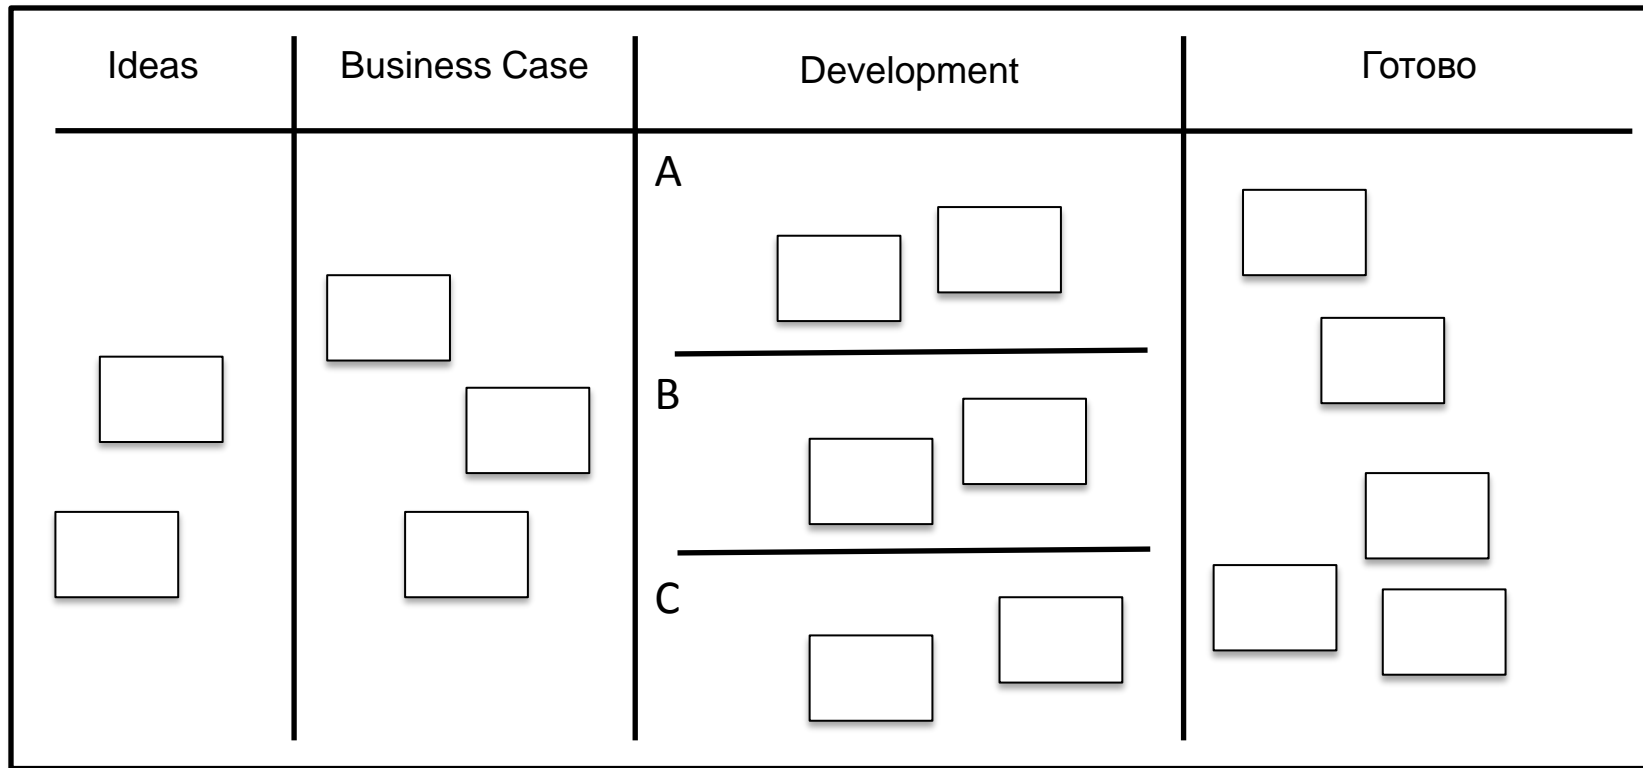 Ideas
Business Case
Development
Готово
A
B
C